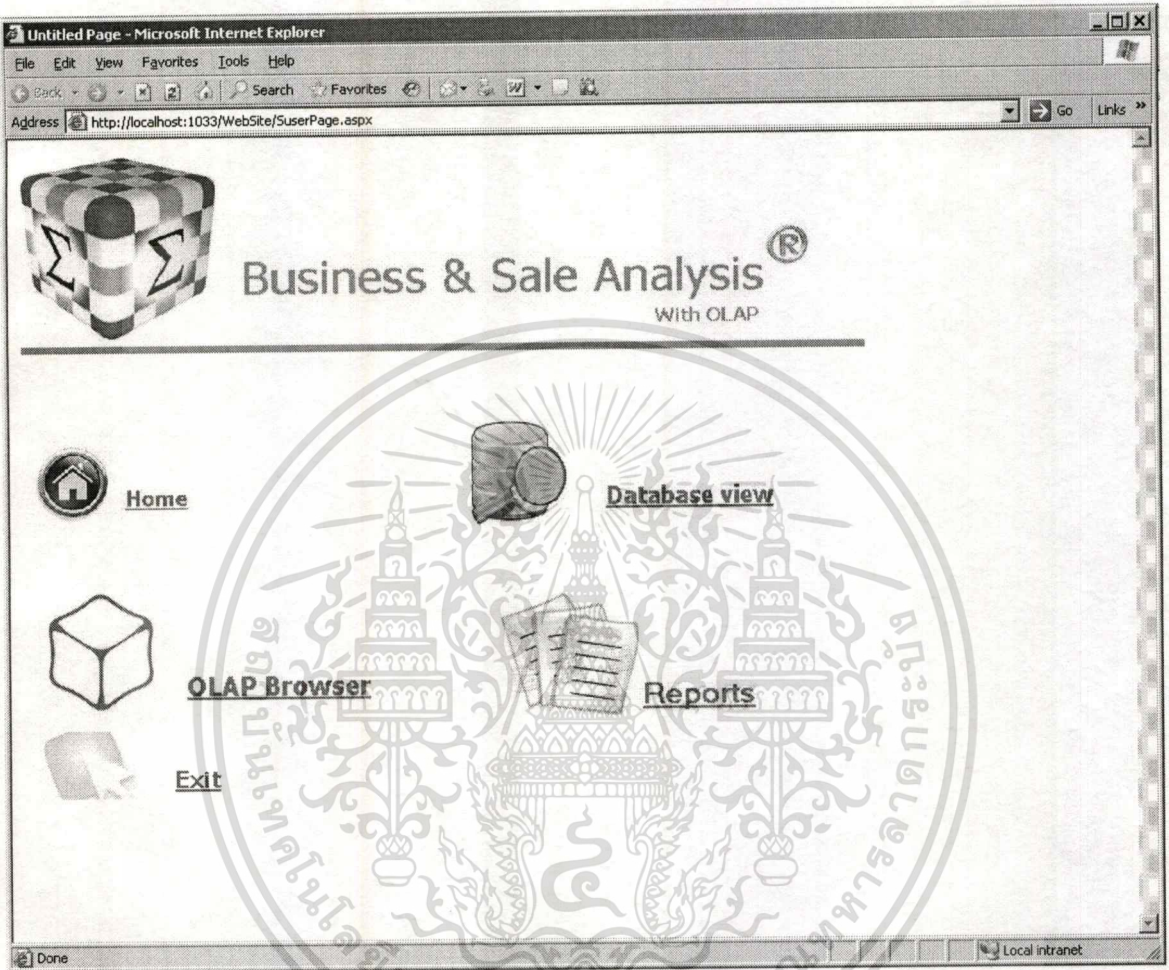 Untitled Page - Microsoft Internet Explorer
File Edit View Favorites Tools Help
Back Search Favorites
Address http://localhost:1033/WebSite/SuserPage.aspx Go Links »
Σ Σ
Business & Sale Analysis ®
With OLAP
Home
Database view
OLAP Browser
Reports
Exit
Done Local intranet